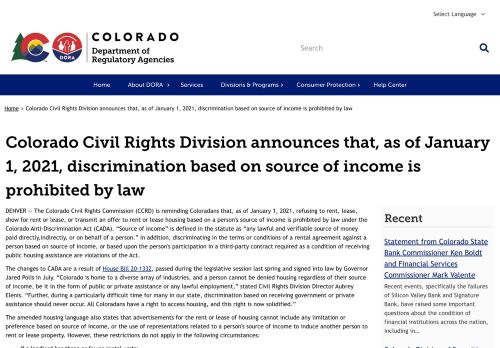 Select Language
COLORADO
Department of
Regulatory Agencies
DORA
Search
Home About DORA Services Divisions & Programs Consumer Protection Help Center
Home › Colorado Civil Rights Division announces that, as of January 1, 2021, discrimination based on source of income is prohibited by law
Colorado Civil Rights Division announces that, as of January
1, 2021, discrimination based on source of income is
prohibited by law
DENVER -- The Colorado Civil Rights Commission (CCRD) is reminding Coloradans that, as of January 1, 2021, refusing to rent, lease,
show for rent or lease, or transmit an offer to rent or lease housing based on a person's source of income is prohibited by law under the
Colorado Anti-Discrimination Act (CADA). "Source of income" is defined in the statute as "any lawful and verifiable source of money
paid directly,indirectly, or on behalf of a person." In addition, discriminating in the terms or conditions of a rental agreement against a
person based on source of income, or based upon the person's participation in a third-party contract required as a condition of receiving
public housing assistance are violations of the Act.
The changes to CADA are a result of House Bill 20-1332, passed during the legislative session last spring and signed into law by Governor
Jared Polis in July. "Colorado is home to a diverse array of industries, and a person cannot be denied housing regardless of their source
of income, be it in the form of public or private assistance or any lawful employment," stated Civil Rights Division Director Aubrey
Elenis. "Further, during a particularly difficult time for many in our state, discrimination based on receiving government or private
assistance should never occur. All Coloradans have a right to access housing, and this right is now solidified."
The amended housing language also states that advertisements for the rent or lease of housing cannot include any limitation or
preference based on source of income, or the use of representations related to a person's source of income to induce another person to
rent or lease property. However, these restrictions do not apply in the following circumstances:
Recent
Statement from Colorado State
Bank Commissioner Ken Boldt
and Financial Services
Commissioner Mark Valente
Recent events, specifically the failures
of Silicon Valley Bank and Signature
Bank, have raised some important
questions about the condition of
financial institutions across the nation,
including in...